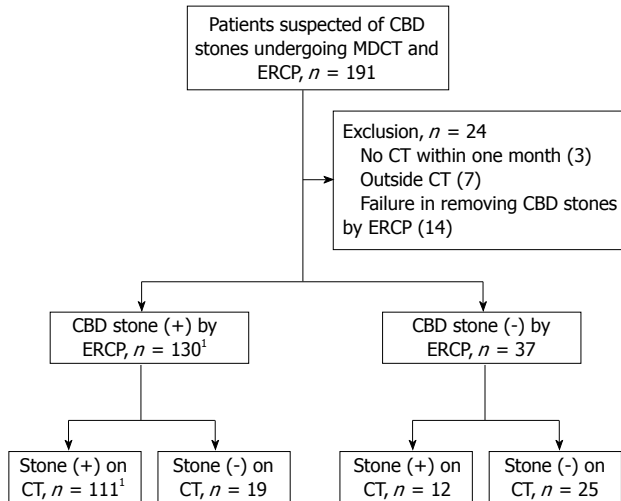 Patients suspected of CBD
stones undergoing MDCT and
ERCP, n = 191
Exclusion, n = 24
No CT within one month (3)
Outside CT (7)
Failure in removing CBD stones
by ERCP (14)
CBD stone (+) by
ERCP, n = 130¹
CBD stone (-) by
ERCP, n = 37
Stone (+) on
CT, n = 111¹
Stone (-) on
CT, n = 19
Stone (+) on
CT, n = 12
Stone (-) on
CT, n = 25